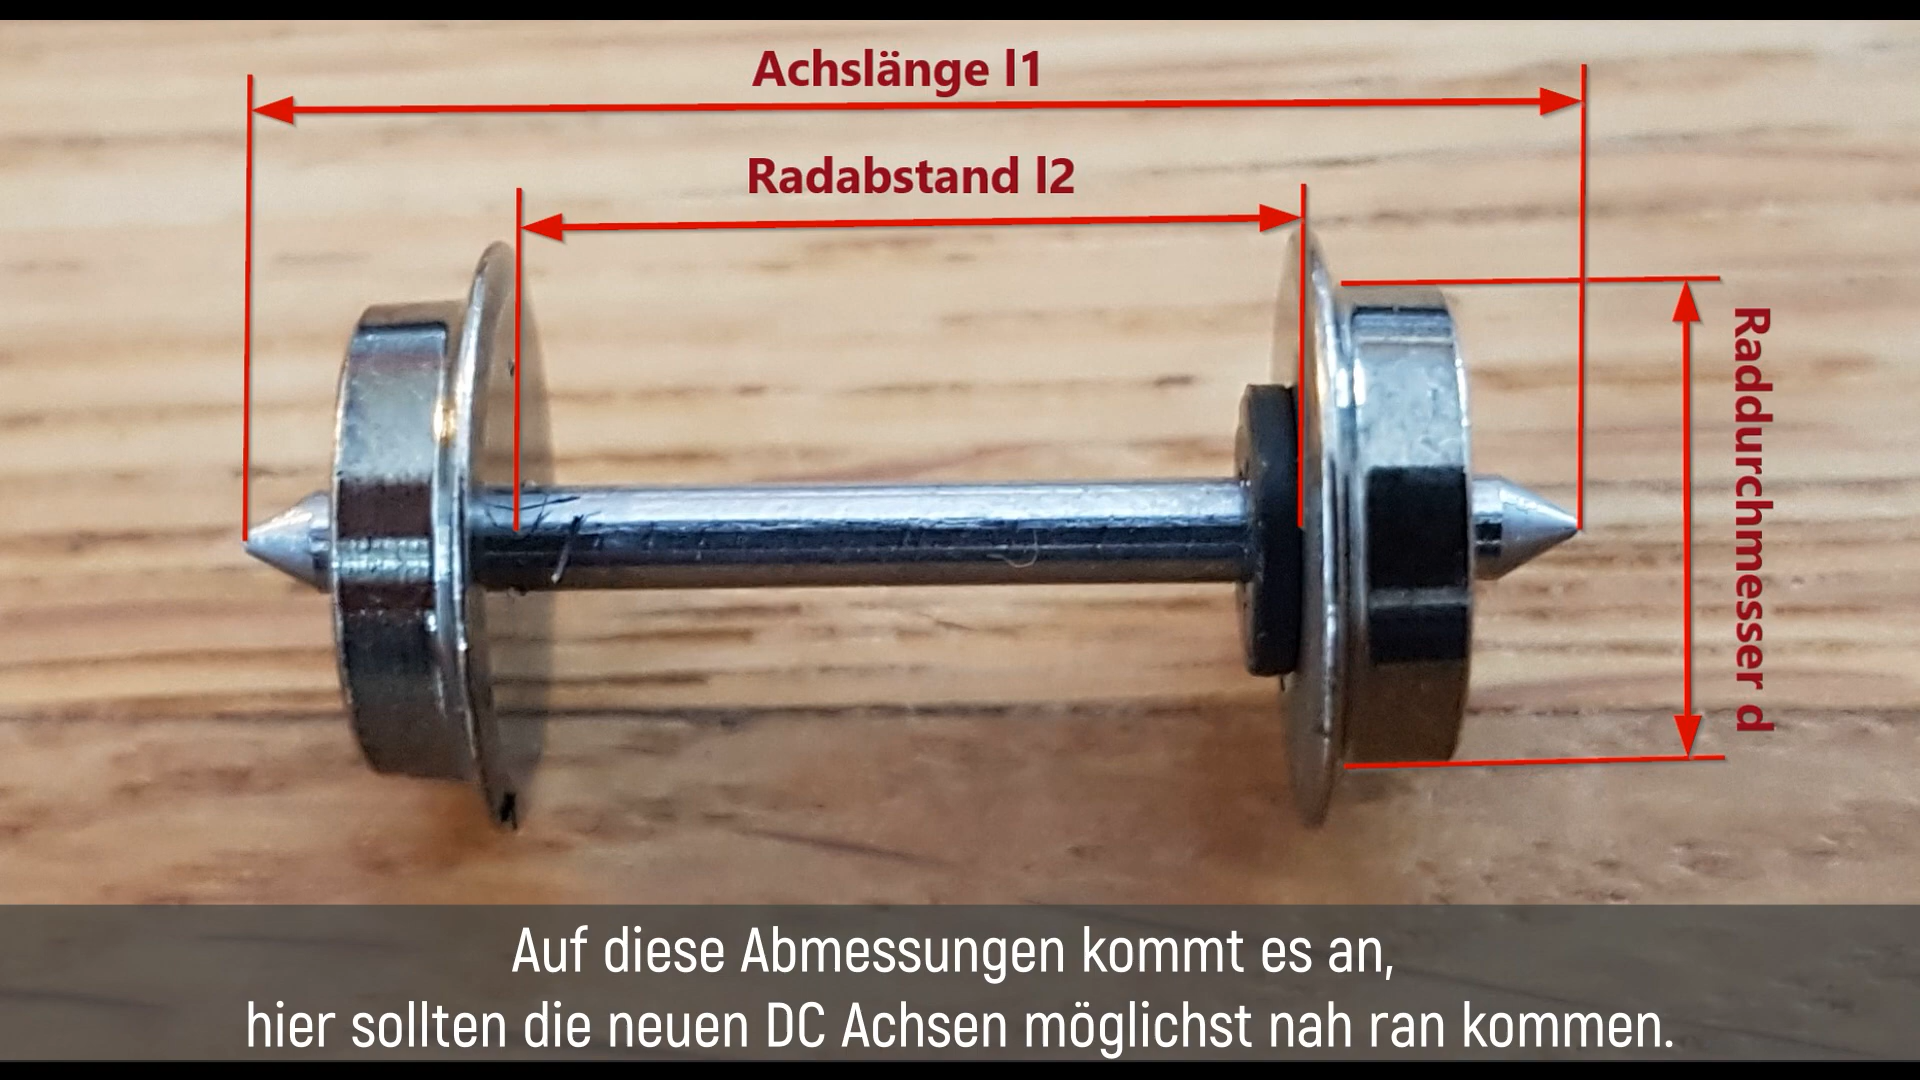 Achslänge l1
Radabstand l2
Raddurchmesser d
Auf diese Abmessungen kommt es an,
hier sollten die neuen DC Achsen möglichst nah ran kommen.